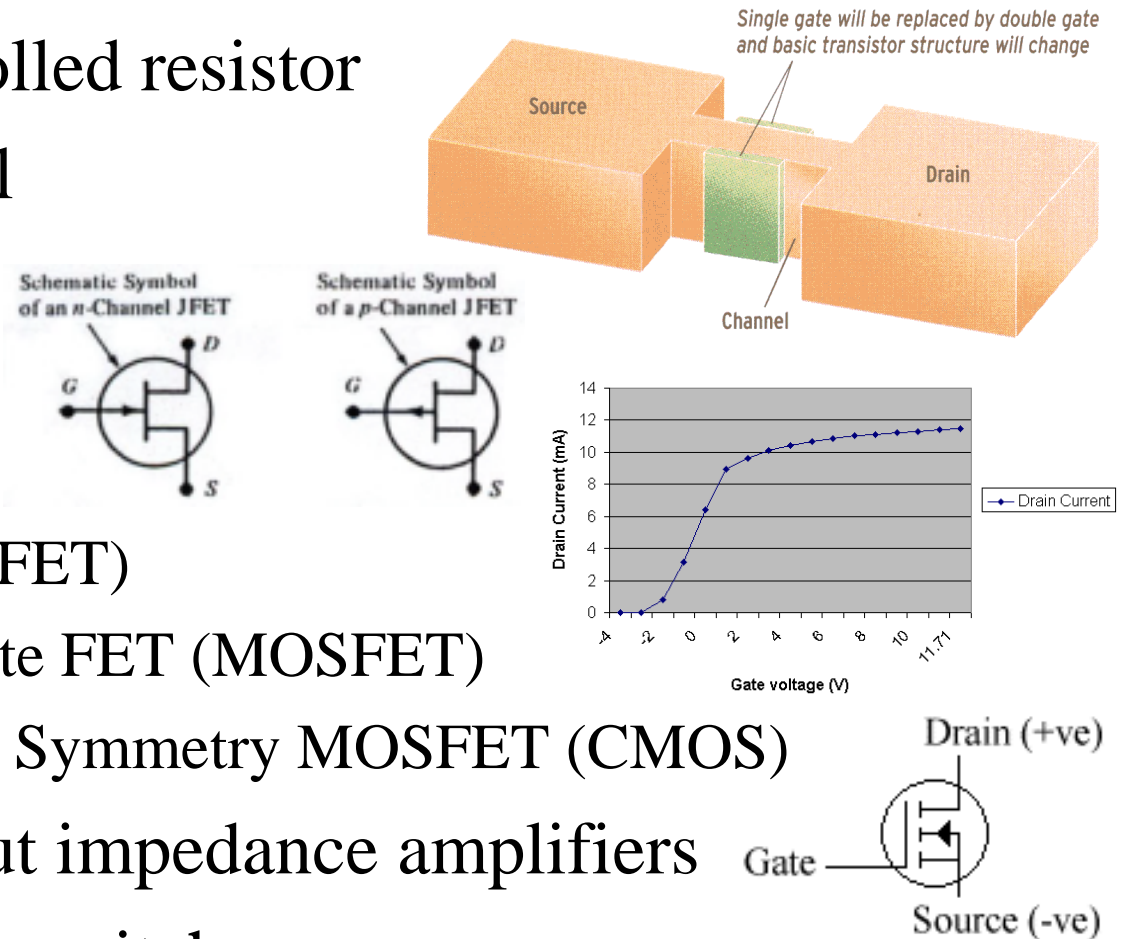 Single gate will be replaced by double gate
and basic transistor structure will change
olled resistor
Source
Drain
Channel
Schematic Symbol
of an n-Channel JFET
Schematic Symbol
of a p-Channel JFET
D
G
S
D
G
S
14
12
10
8
6
4
2
0
Drain Current (mA)
-4
-2
0
2
4
6
8
10
11.71
Gate voltage (V)
Drain Current
FET)
te FET (MOSFET)
Symmetry MOSFET (CMOS)
Drain (+ve)
ut impedance amplifiers
Gate
Source (-ve)